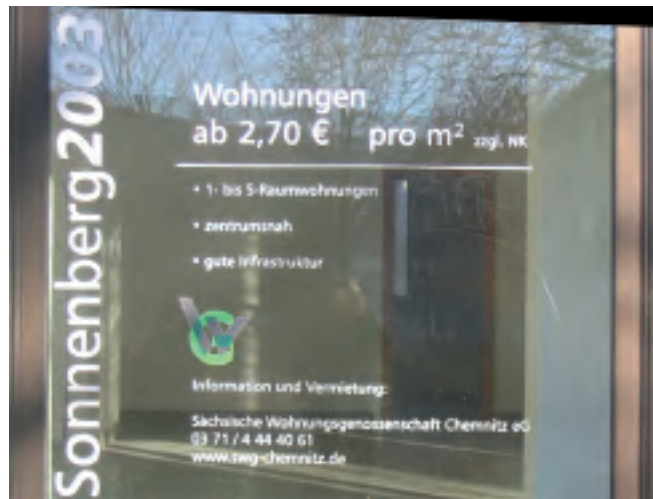 Sonnenberg2003
Wohnungen
ab 2,70 € pro m² zzgl. NK
• 1- bis 5-Raumwohnungen
• zentrumsnah
• gute Infrastruktur
Information und Vermietung:
Sächsische Wohnungsgenossenschaft Chemnitz eG
03 71 / 4 44 40 61
www.swg-chemnitz.de